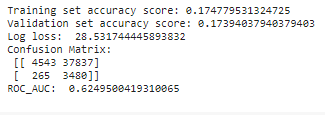 Training set accuracy score: 0.174779531324725
Validation set accuracy score: 0.17394037940379403
Log loss:  28.531744445893832
Confusion Matrix:
 [[ 4543 37837]
 [  265  3480]]
ROC_AUC:  0.6249500419310065